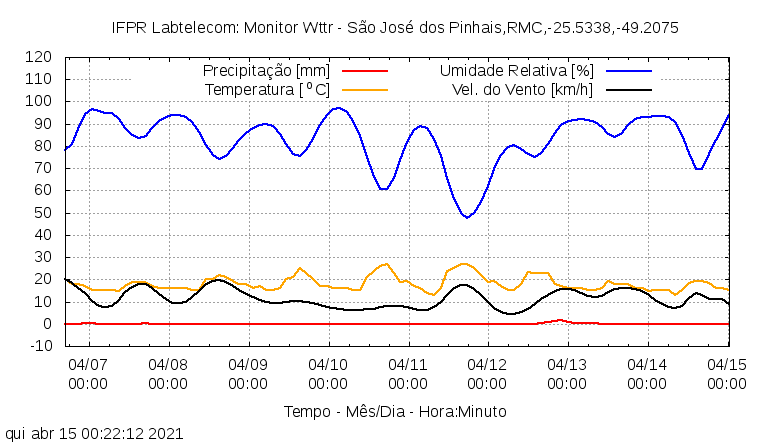 IFPR Labtelecom: Monitor Wttr - São José dos Pinhais,RMC,-25.5338,-49.2075
120
110
100
90
80
70
60
50
40
30
20
10
0
-10
Precipitação [mm]
Temperatura [ ⁰C]
Umidade Relativa [%]
Vel. do Vento [km/h]
04/07 04/08 04/09 04/10 04/11 04/12 04/13 04/14 04/15
00:00 00:00 00:00 00:00 00:00 00:00 00:00 00:00 00:00
Tempo - Mês/Dia - Hora:Minuto
qui abr 15 00:22:12 2021